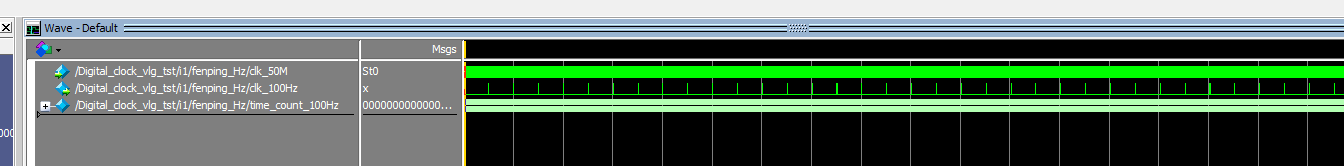 Wave - Default
Msgs
/Digital_clock_vlg_tst/i1/fenping_Hz/clk_50M St0
/Digital_clock_vlg_tst/i1/fenping_Hz/clk_100Hz x
/Digital_clock_vlg_tst/i1/fenping_Hz/time_count_100Hz 0000000000000...